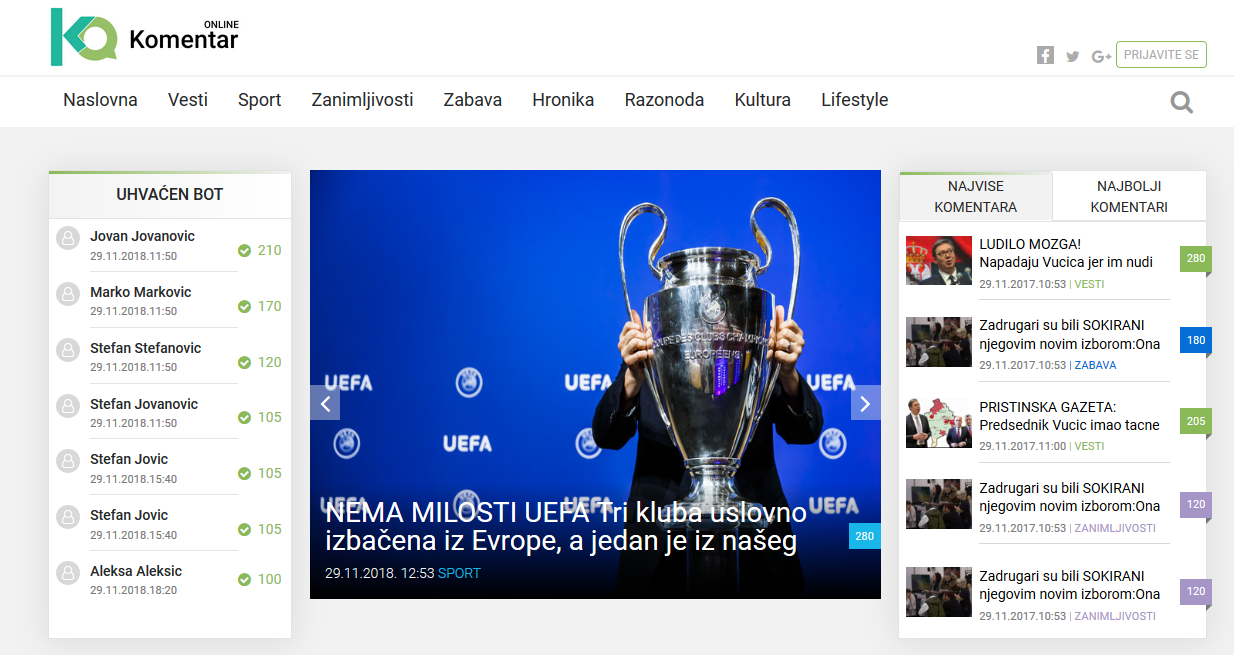 ONLINE
Komentar
PRIJAVITE SE
Naslovna Vesti Sport Zanimljivosti Zabava Hronika Razonoda Kultura Lifestyle
UHVAĆEN BOT
Jovan Jovanovic
29.11.2018.11:50
210
Marko Markovic
29.11.2018.11:50
170
Stefan Stefanovic
29.11.2018.11:50
120
Stefan Jovanovic
29.11.2018.11:50
105
Stefan Jovic
29.11.2018.15:40
105
Stefan Jovic
29.11.2018.15:40
105
Aleksa Aleksic
29.11.2018.18:20
100
COUPE DES CLUBS CHAMPIONS
EUROPÉENS
UEFA UEFA UEFA
UEFA
UEFA UEFA UEFA UEFA
NEMA MILOSTI UEFA Tri kluba uslovno
izbačena iz Evrope, a jedan je iz našeg
280
29.11.2018. 12:53 SPORT
NAJVISE
KOMENTARA
NAJBOLJI
KOMENTARI
LUDILO MOZGA!
Napadaju Vucica jer im nudi
280
29.11.2017.10:53 | VESTI
Zadrugari su bili SOKIRANI
njegovim novim izborom:Ona
180
29.11.2017.10:53 | ZABAVA
PRISTINSKA GAZETA:
Predsednik Vucic imao tacne
205
29.11.2017.11:00 | VESTI
Zadrugari su bili SOKIRANI
njegovim novim izborom:Ona
120
29.11.2017.10:53 | ZANIMLJIVOSTI
Zadrugari su bili SOKIRANI
njegovim novim izborom:Ona
120
29.11.2017.10:53 | ZANIMLJIVOSTI